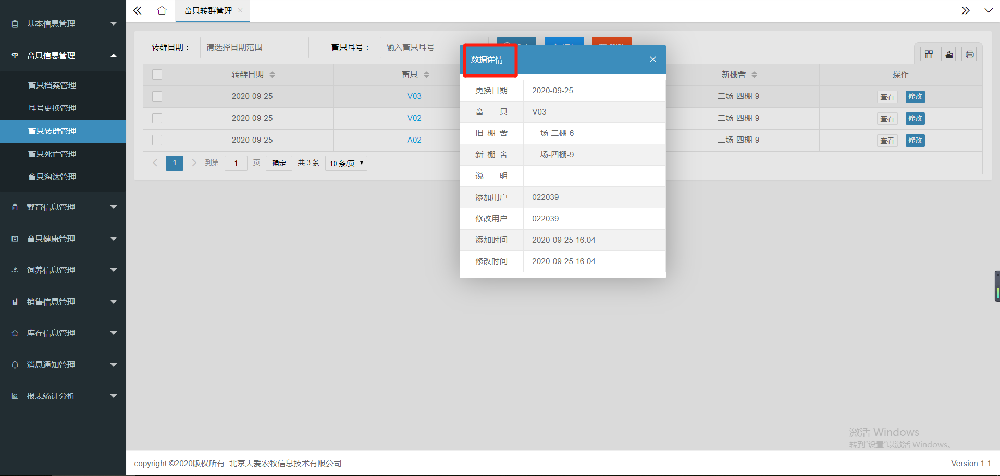 基本信息管理
畜只信息管理
畜只档案管理
耳号更换管理
畜只转群管理
畜只死亡管理
畜只淘汰管理
繁育信息管理
畜只健康管理
饲养信息管理
销售信息管理
库存信息管理
消息通知管理
报表统计分析
畜只转群管理
转群日期： 请选择日期范围 畜只耳号： 输入畜只耳号
转群日期 畜只 新棚舍 操作
2020-09-25 V03 二场-四棚-9 查看 修改
2020-09-25 V02 二场-四棚-9 查看 修改
2020-09-25 A02 二场-四棚-9 查看 修改
1 到第 1 页 确定 共 3 条 10 条/页
数据详情
更换日期 2020-09-25
畜只 V03
旧棚舍 一场-二棚-6
新棚舍 二场-四棚-9
说明
添加用户 022039
修改用户 022039
添加时间 2020-09-25 16:04
修改时间 2020-09-25 16:04
激活 Windows
转到"设置"以激活 Windows。
copyright ©2020版权所有: 北京大爱农牧信息技术有限公司 Version 1.1